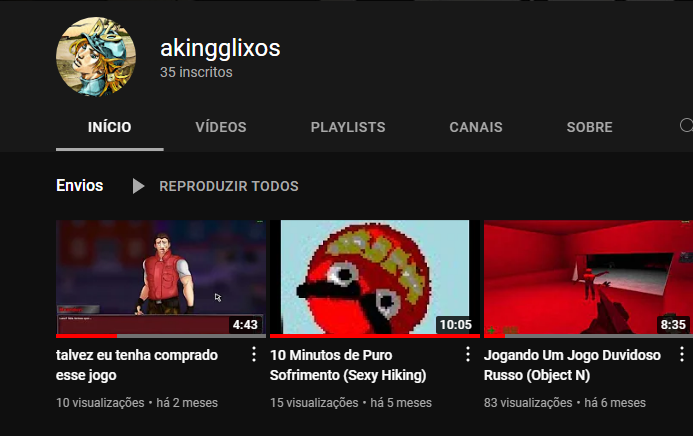 akingglixos
35 inscritos
INÍCIO VÍDEOS PLAYLISTS CANAIS SOBRE
Envios REPRODUZIR TODOS
4:43 10:05 8:35
talvez eu tenha comprado
esse jogo
10 visualizações • há 2 meses
10 Minutos de Puro
Sofrimento (Sexy Hiking)
15 visualizações • há 5 meses
Jogando Um Jogo Duvidoso
Russo (Object N)
83 visualizações • há 6 meses